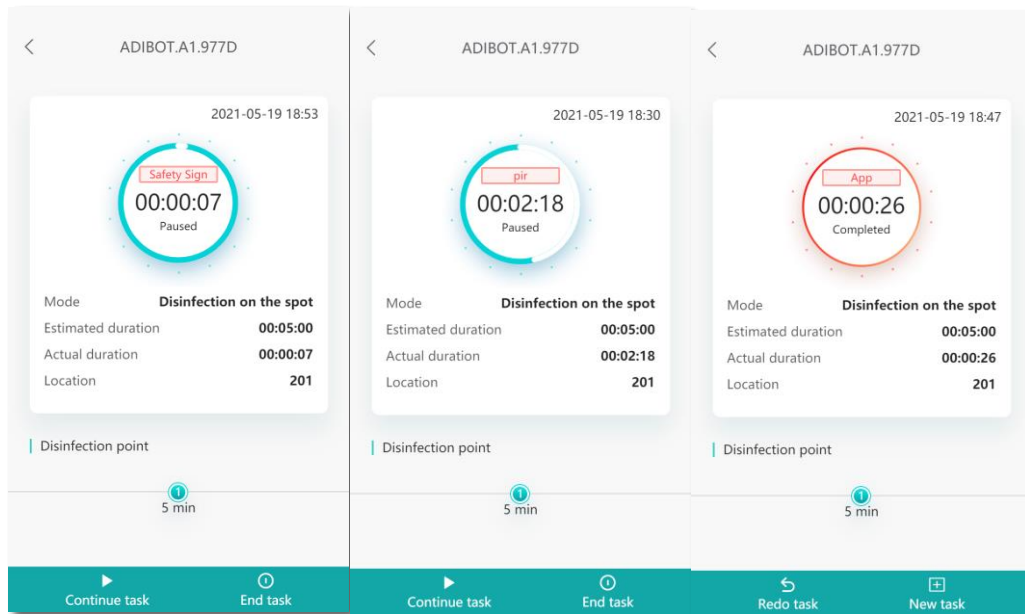 ADIBOT.A1.977D
2021-05-19 18:53
Safety Sign
00:00:07
Paused
Mode Disinfection on the spot
Estimated duration 00:05:00
Actual duration 00:00:07
Location 201
Disinfection point
1
5 min
Continue task End task
ADIBOT.A1.977D
2021-05-19 18:30
pir
00:02:18
Paused
Mode Disinfection on the spot
Estimated duration 00:05:00
Actual duration 00:02:18
Location 201
Disinfection point
1
5 min
Continue task End task
ADIBOT.A1.977D
2021-05-19 18:47
App
00:00:26
Completed
Mode Disinfection on the spot
Estimated duration 00:05:00
Actual duration 00:00:26
Location 201
Disinfection point
1
5 min
Redo task New task